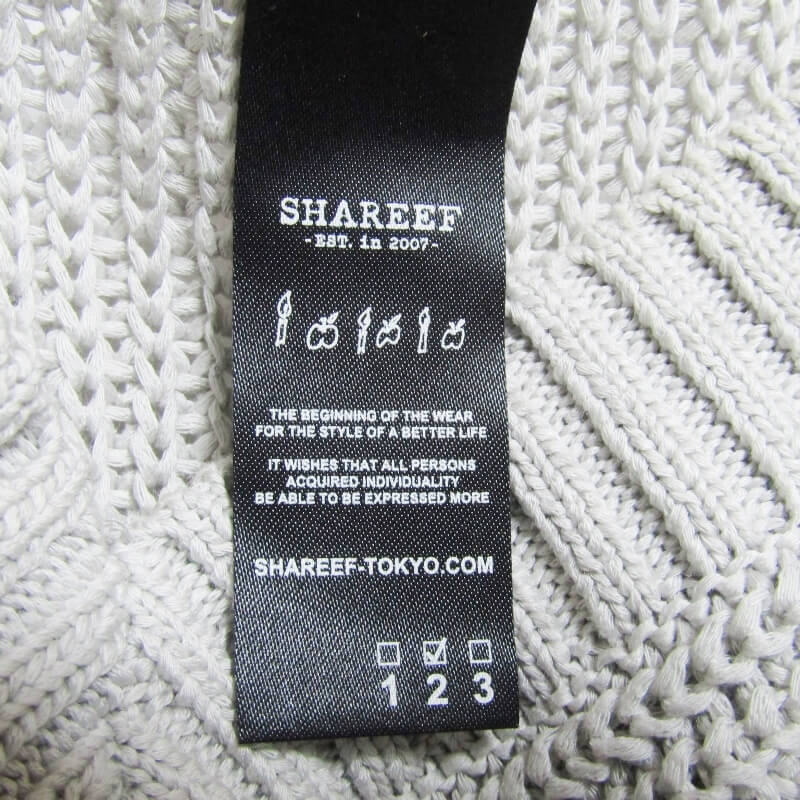 SHAREEF
-EST. in 2007-
THE BEGINNING OF THE WEAR
FOR THE STYLE OF A BETTER LIFE
IT WISHES THAT ALL PERSONS
ACQUIRED INDIVIDUALITY
BE ABLE TO BE EXPRESSED MORE
SHAREEF-TOKYO.COM
1 2 3